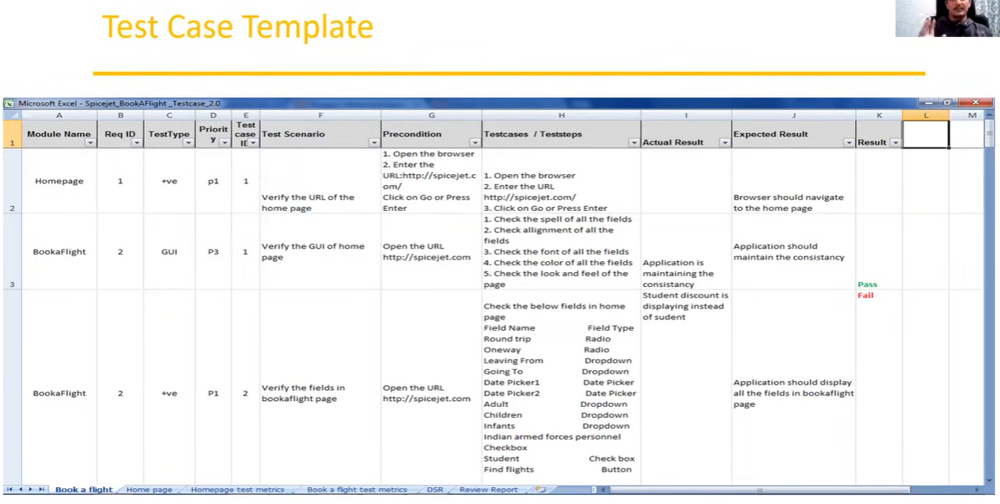 Test Case Template
Microsoft Excel - Spicejet_BookAFlight _Testcase_2.0
A B C D E F G H I J K L M
1
Module Name
Req ID
TestType
Priorit
y
Test
case
ID
Test Scenario
Precondition
Testcases / Teststeps
Actual Result
Expected Result
Result
2
Homepage
1
+ve
p1
1
Verify the URL of the
home page
1. Open the browser
2. Enter the
URL:http://spicejet.c
om/
Click on Go or Press
Enter
1. Open the browser
2. Enter the URL
http://spicejet.com/
3. Click on Go or Press Enter
Browser should navigate
to the home page
3
BookaFlight
2
GUI
P3
1
Verify the GUI of home
page
Open the URL
http://spicejet.com
1. Check the spell of all the fields
2. Check allignment of all the
fields
3. Check the font of all the fields
4. Check the color of all the fields
5. Check the look and feel of the
page
Application is
maintaining the
consistancy
Application should
maintain the consistancy
Pass
BookaFlight
2
+ve
P1
2
Verify the fields in
bookaflight page
Open the URL
http://spicejet.com
Check the below fields in home
page
Field Name Field Type
Round trip Radio
Oneway Radio
Leaving From Dropdown
Going To Dropdown
Date Picker1 Date Picker
Date Picker2 Date Picker
Adult Dropdown
Children Dropdown
Infants Dropdown
Indian armed forces personnel
Checkbox
Student Check box
Find flights Button
Student discount is
displaying instead
of sudent
Application should display
all the fields in bookaflight
page
Fail
Book a flight Home page Homepage test metrics Book a flight test metrics DSR Review Report